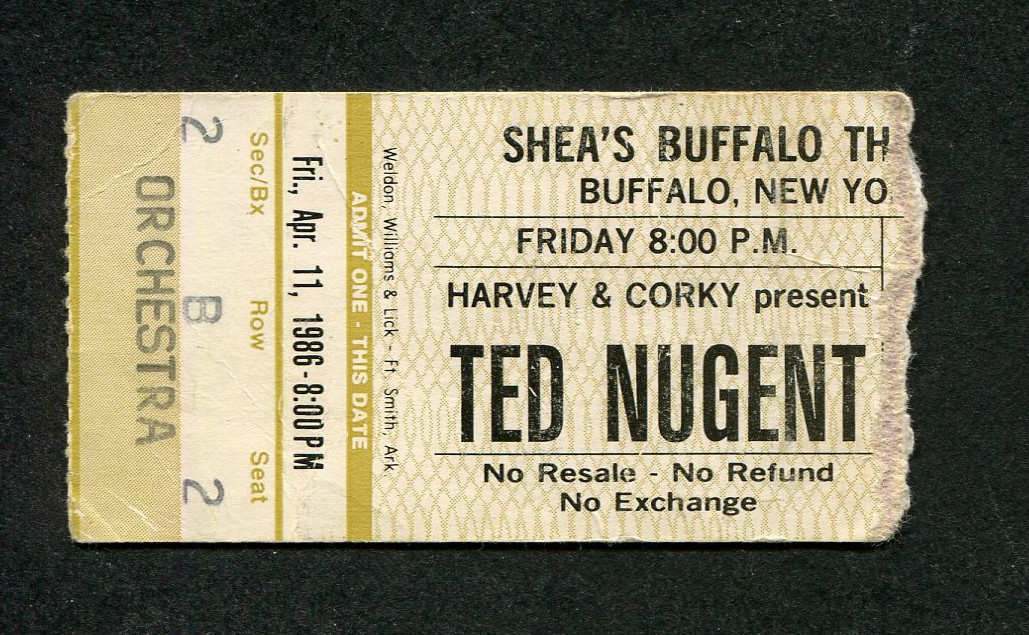 SHEA'S BUFFALO TH
BUFFALO, NEW YO
FRIDAY 8:00 P.M.
HARVEY & CORKY present
TED NUGENT
No Resale - No Refund
No Exchange
Weldon, Williams & Lick - Ft Smith, Ark
ADMIT ONE - THIS DATE
Fri., Apr. 11, 1986 - 8:00 PM
Sec/Bx Row Seat
2 B 2
ORCHESTRA